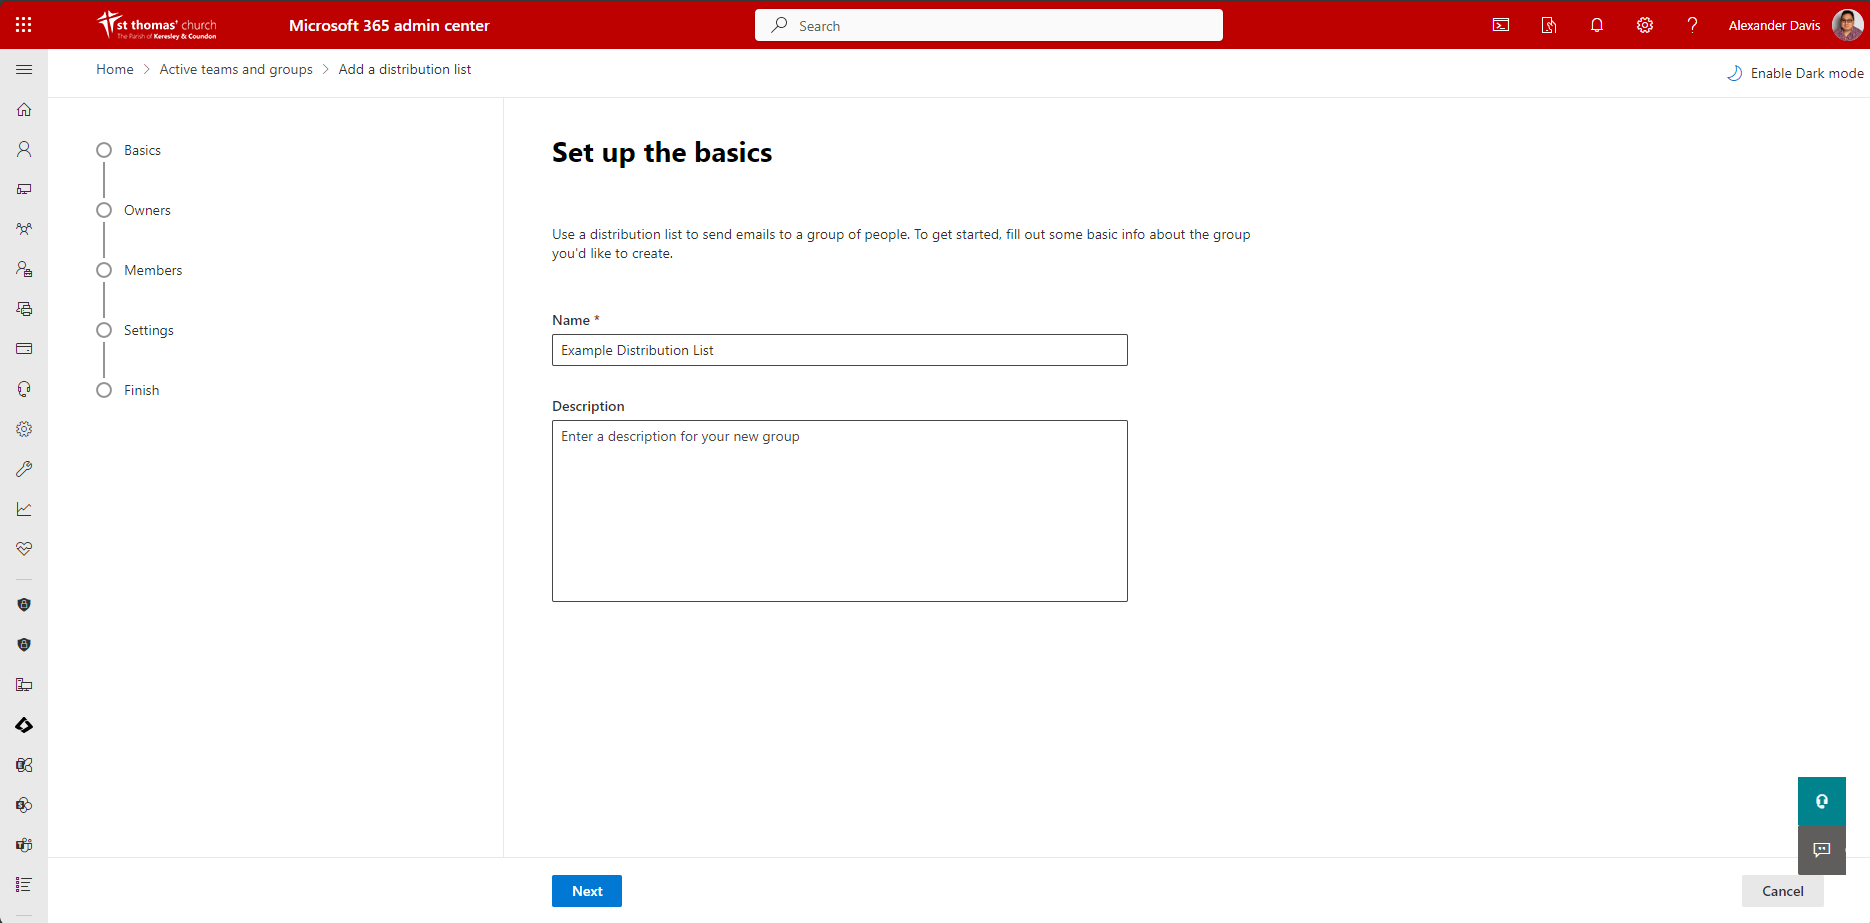 st thomas' church
The Parish of Keresley & Coundon
Microsoft 365 admin center
Search
Alexander Davis
Home > Active teams and groups > Add a distribution list
Enable Dark mode
Basics
Owners
Members
Settings
Finish
Set up the basics
Use a distribution list to send emails to a group of people. To get started, fill out some basic info about the group
you'd like to create.
Name *
Example Distribution List
Description
Enter a description for your new group
Next
Cancel